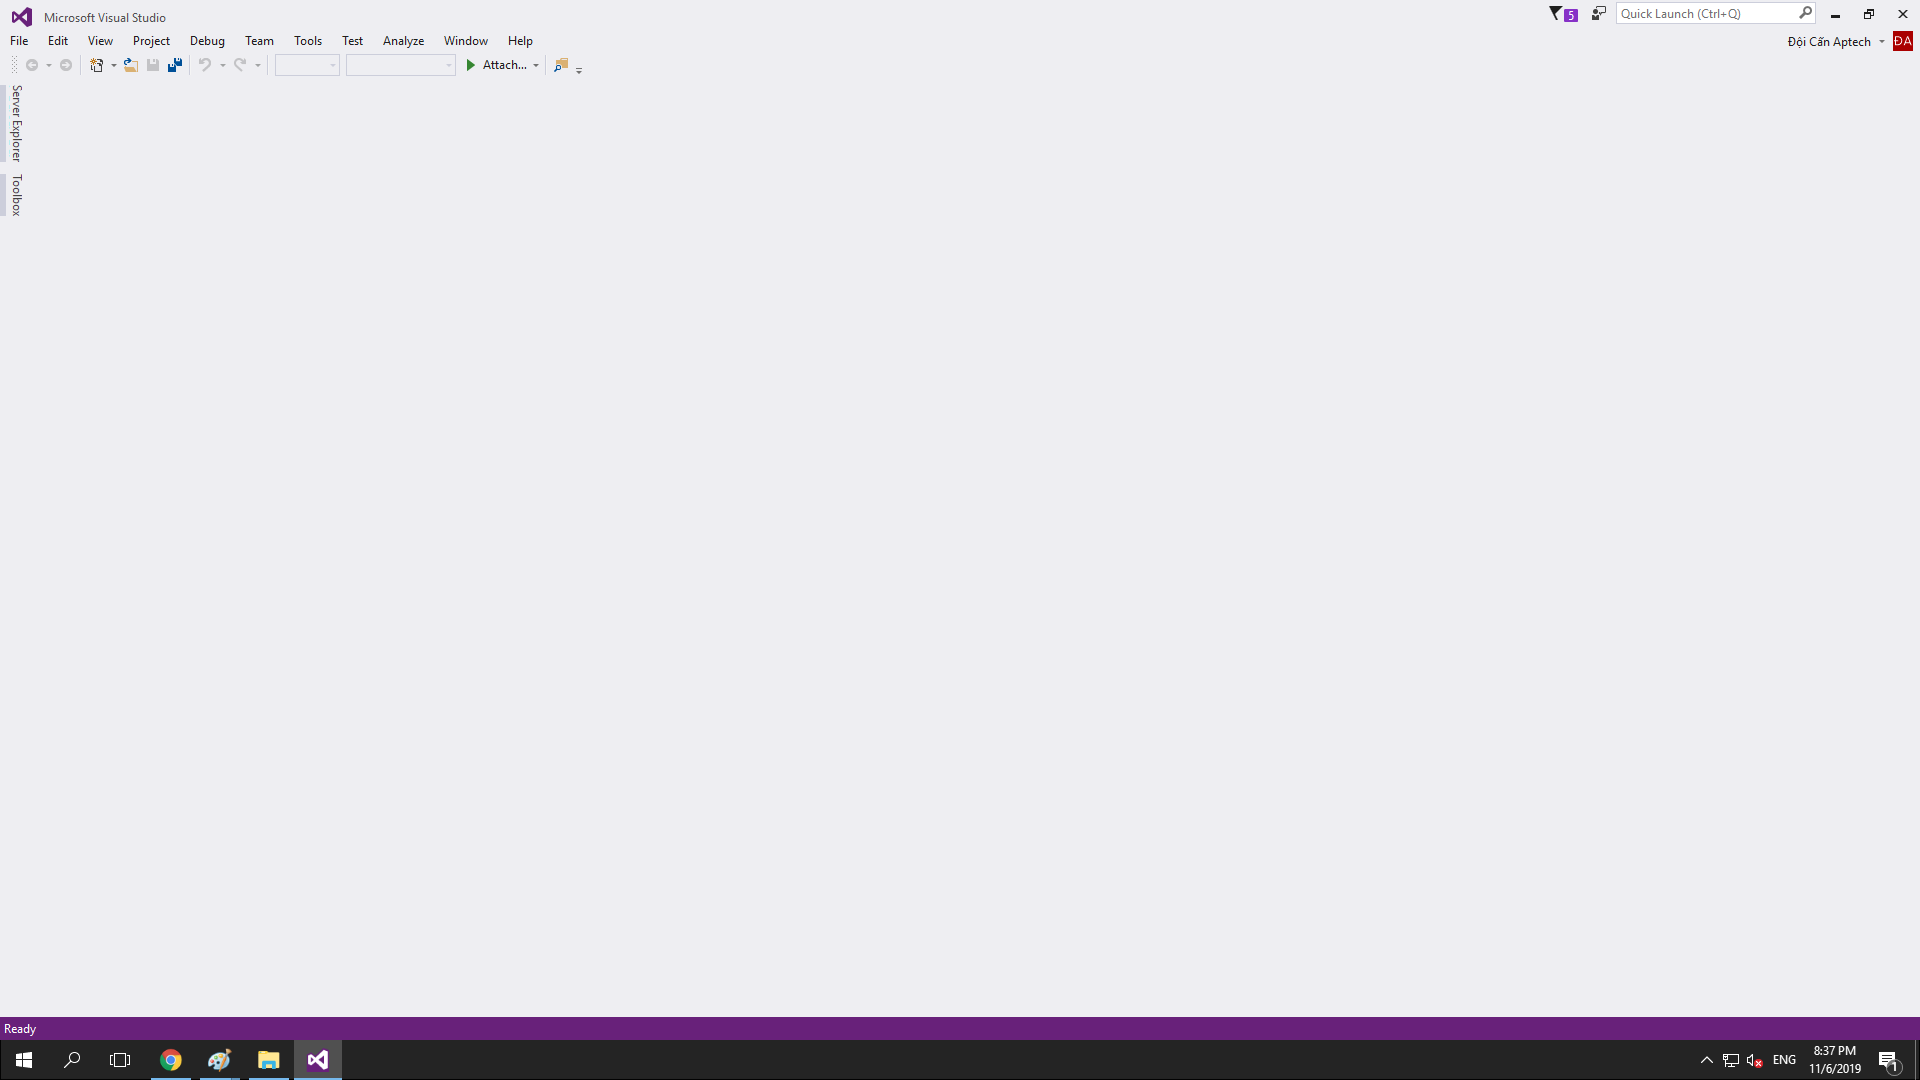 Microsoft Visual Studio
5
Quick Launch (Ctrl+Q)
File Edit View Project Debug Team Tools Test Analyze Window Help
Đội Cấn Aptech ĐA
Attach...
Server Explorer
Toolbox
Ready
ENG
8:37 PM
11/6/2019
1